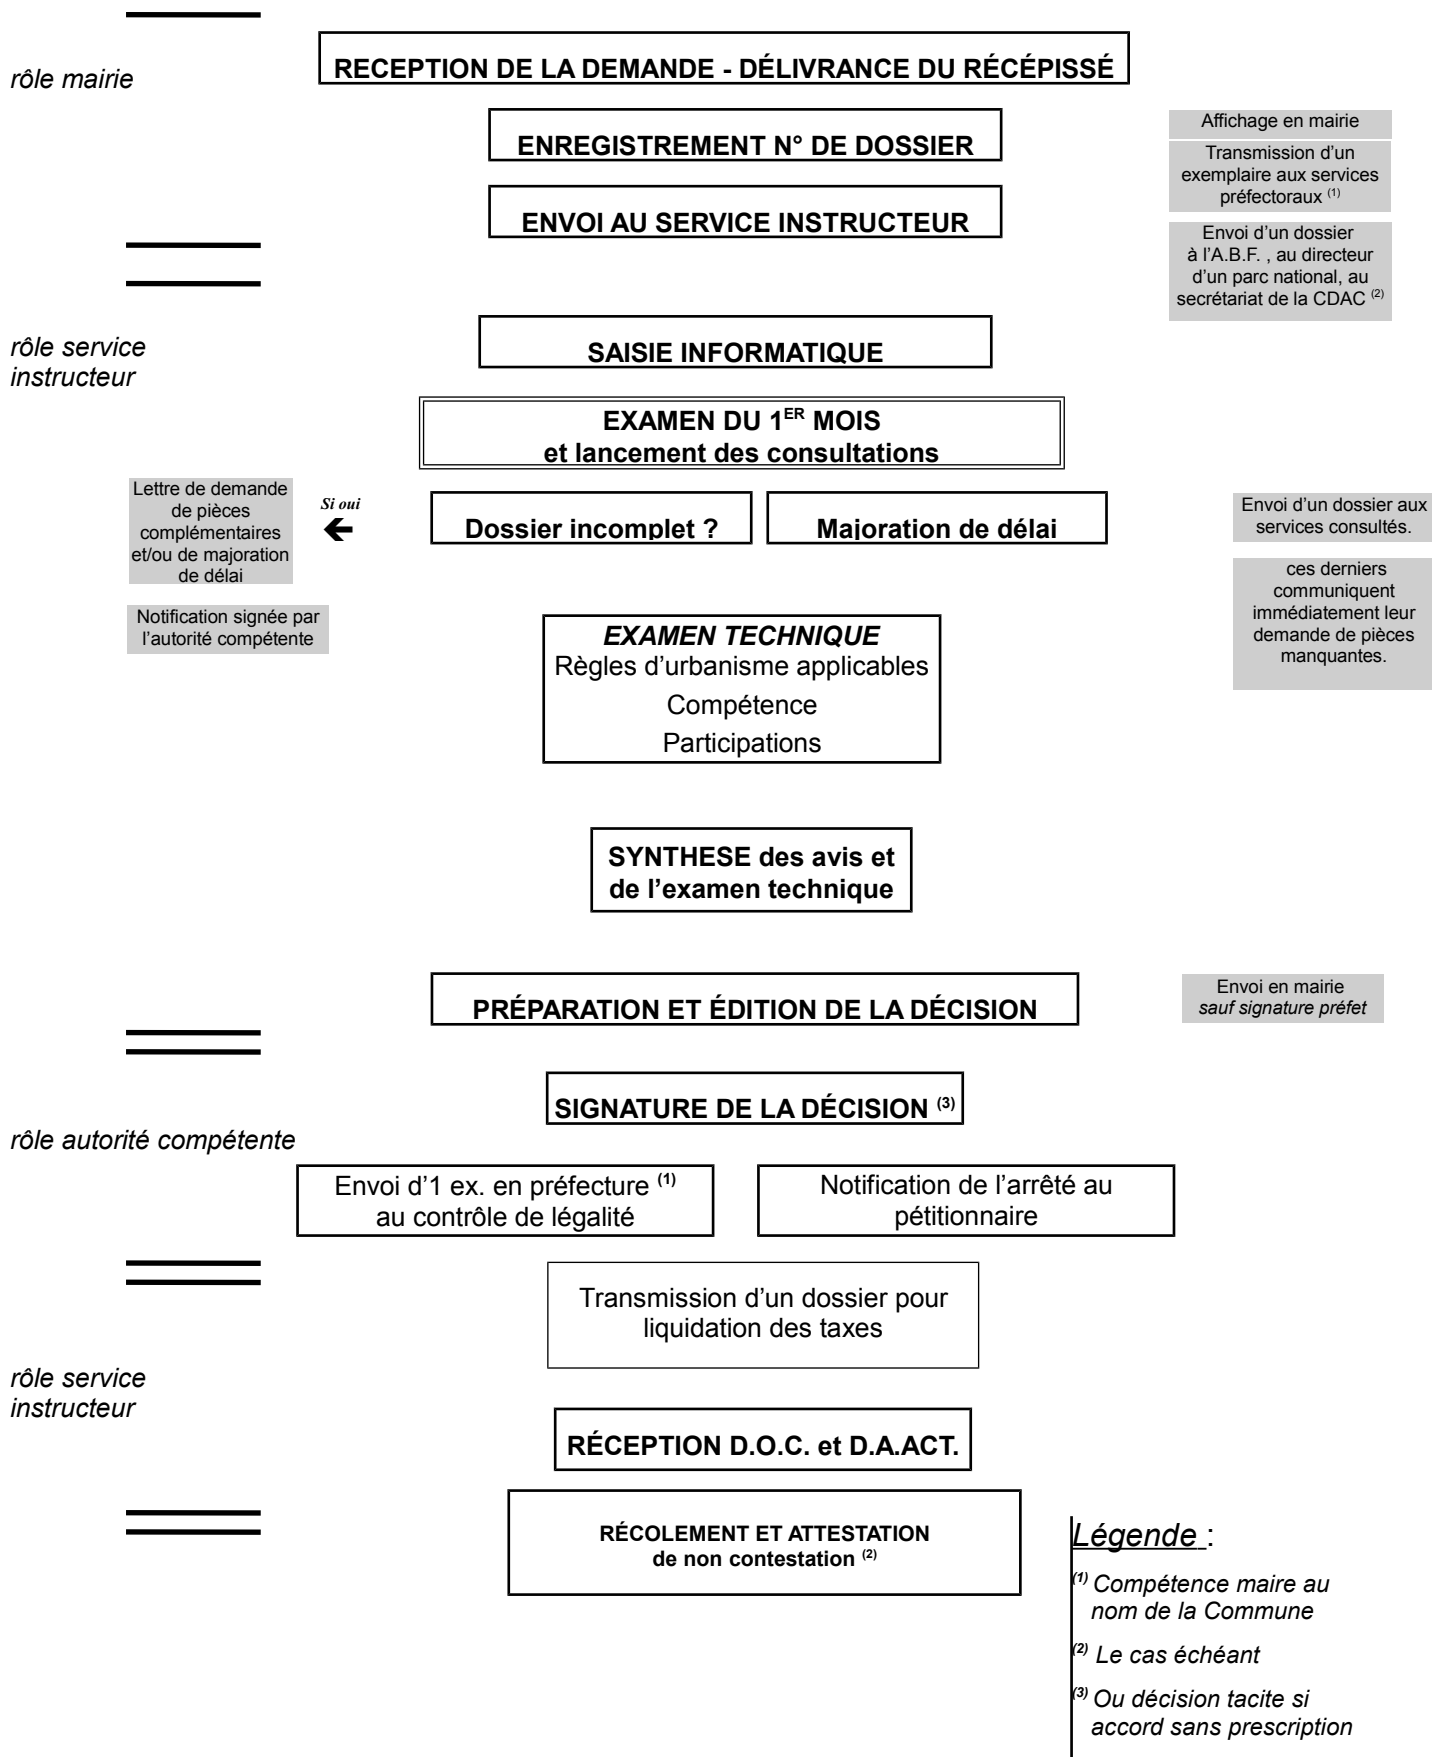 rôle mairie
RECEPTION DE LA DEMANDE - DÉLIVRANCE DU RÉCÉPISSÉ
ENREGISTREMENT N° DE DOSSIER
Affichage en mairie
Transmission d’un
exemplaire aux services
préfectoraux (1)
ENVOI AU SERVICE INSTRUCTEUR
Envoi d’un dossier
à l’A.B.F. , au directeur
d’un parc national, au
secrétariat de la CDAC (2)
rôle service
instructeur
SAISIE INFORMATIQUE
EXAMEN DU 1ER MOIS
et lancement des consultations
Lettre de demande
de pièces
complémentaires
et/ou de majoration
de délai
Si oui
Dossier incomplet ?
Majoration de délai
Envoi d’un dossier aux
services consultés.
ces derniers
communiquent
immédiatement leur
demande de pièces
manquantes.
Notification signée par
l’autorité compétente
EXAMEN TECHNIQUE
Règles d’urbanisme applicables
Compétence
Participations
SYNTHESE des avis et
de l’examen technique
PRÉPARATION ET ÉDITION DE LA DÉCISION
Envoi en mairie
sauf signature préfet
SIGNATURE DE LA DÉCISION (3)
rôle autorité compétente
Envoi d’1 ex. en préfecture (1)
au contrôle de légalité
Notification de l’arrêté au
pétitionnaire
Transmission d’un dossier pour
liquidation des taxes
rôle service
instructeur
RÉCEPTION D.O.C. et D.A.ACT.
RÉCOLEMENT ET ATTESTATION
de non contestation (2)
Légende :
(1) Compétence maire au
nom de la Commune
(2) Le cas échéant
(3) Ou décision tacite si
accord sans prescription